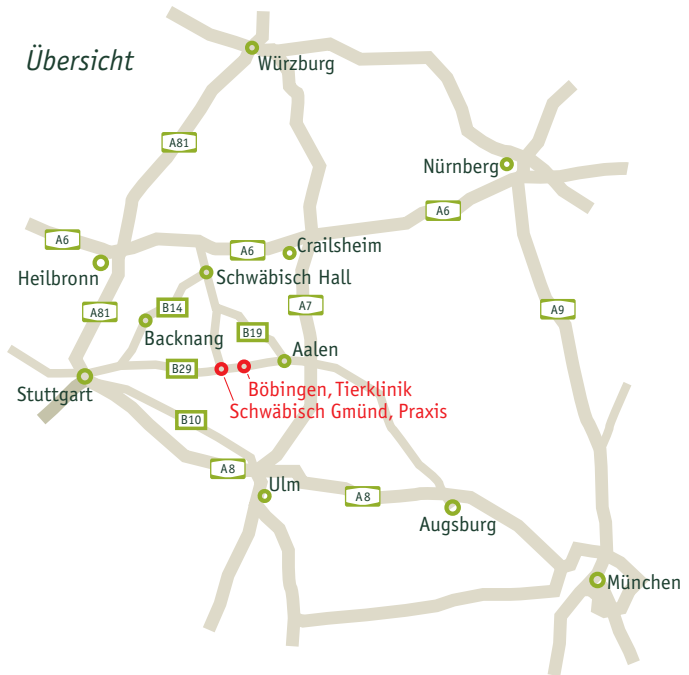 Übersicht
Würzburg
A81
Nürnberg
A6
A6
A6
Crailsheim
Heilbronn
Schwäbisch Hall
A81
B14
A7
A9
B19
Backnang
Aalen
B29
Stuttgart
Böbingen, Tierklinik
Schwäbisch Gmünd, Praxis
B10
A8
Ulm
A8
Augsburg
München